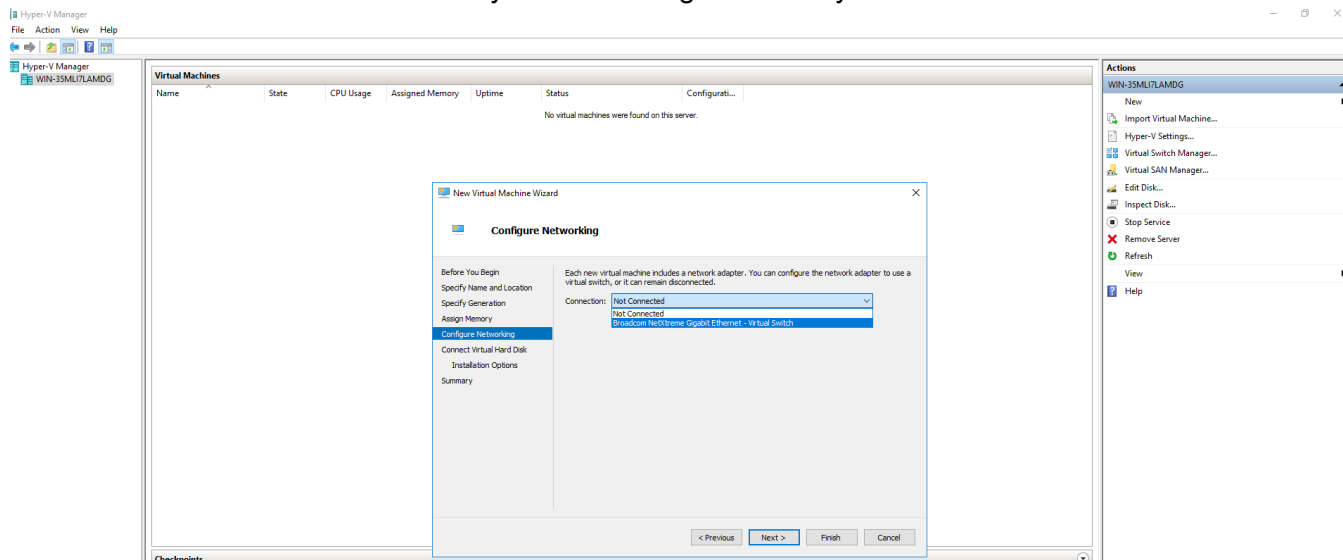 Hyper-V Manager
File Action View Help
Hyper-V Manager
WIN-35MLI7LAMDG
Virtual Machines
Name State CPU Usage Assigned Memory Uptime Status Configurati...
No virtual machines were found on this server.
New Virtual Machine Wizard
Configure Networking
Before You Begin
Specify Name and Location
Specify Generation
Assign Memory
Configure Networking
Connect Virtual Hard Disk
Installation Options
Summary
Each new virtual machine includes a network adapter. You can configure the network adapter to use a
virtual switch, or it can remain disconnected.
Connection: Not Connected
Not Connected
Broadcom NetXtreme Gigabit Ethernet - Virtual Switch
< Previous Next > Finish Cancel
Checkpoints
Actions
WIN-35MLI7LAMDG
New
Import Virtual Machine...
Hyper-V Settings...
Virtual Switch Manager...
Virtual SAN Manager...
Edit Disk...
Inspect Disk...
Stop Service
Remove Server
Refresh
View
Help